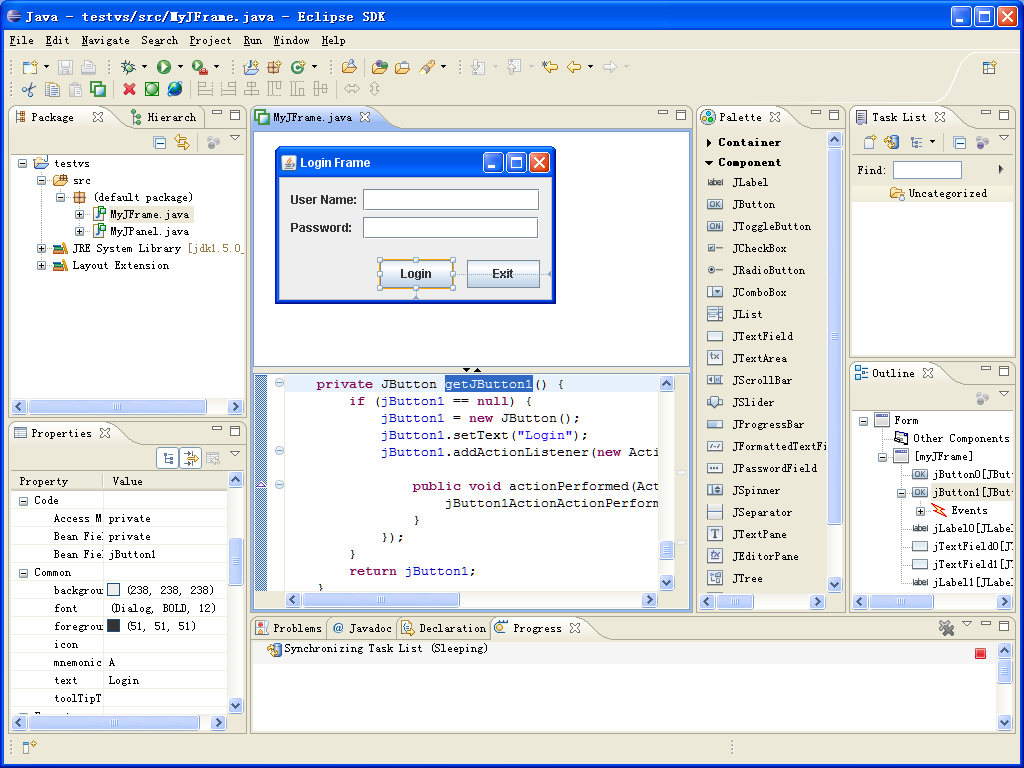 Java - testvs/src/MyJFrame.java - Eclipse SDK
File Edit Navigate Search Project Run Window Help
Package
Hierarch
testvs
src
(default package)
MyJFrame.java
MyJPanel.java
JRE System Library [jdk1.5.0_
Layout Extension
Properties
Property Value
Code
Access M private
Bean Fie private
Bean Fie jButton1
Common
backgrou (238, 238, 238)
font (Dialog, BOLD, 12)
foregrou (51, 51, 51)
icon
mnemonic A
text Login
toolTipT
MyJFrame.java
Login Frame
User Name:
Password:
Login Exit
private JButton getJButton1() {
if (jButton1 == null) {
jButton1 = new JButton();
jButton1.setText("Login");
jButton1.addActionListener(new Acti
public void actionPerformed(Act
jButton1ActionActionPerform
}
});
}
return jButton1;
}
Palette
Container
Component
JLabel
JButton
JToggleButton
JCheckBox
JRadioButton
JComboBox
JList
JTextField
JTextArea
JScrollBar
JSlider
JProgressBar
JFormattedTextFi
JPasswordField
JSpinner
JSeparator
JTextPane
JEditorPane
JTree
Task List
Find:
Uncategorized
Outline
Form
Other Components
[myJFrame]
jButton0[JBut
jButton1[JBut
Events
jLabel0[JLabe
jTextField0[J
jTextField1[J
jLabel1[JLabe
Problems
@ Javadoc
Declaration
Progress
Synchronizing Task List (Sleeping)